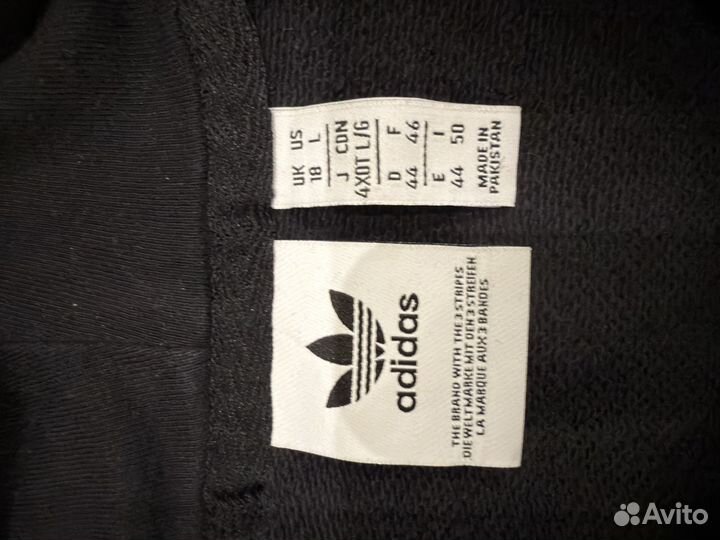 UK US
18 L
J CDN
4XOT L/G
D F
44 46
E I
44 50
MADE IN
PAKISTAN
adidas
THE BRAND WITH THE 3 STRIPES
DIE WELTMARKE MIT DEN 3 STREIFEN
LA MARQUE AUX 3 BANDES
Avito